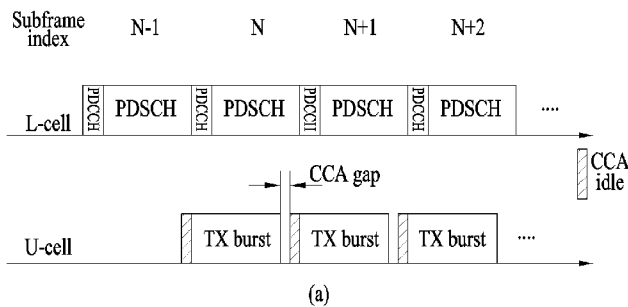 Subframe index N-1 N N+1 N+2
PDCCH PDSCH PDCCH PDSCH PDCCH PDSCH PDCCH PDSCH ....
L-cell
CCA gap
CCA idle
TX burst TX burst TX burst ....
U-cell
(a)